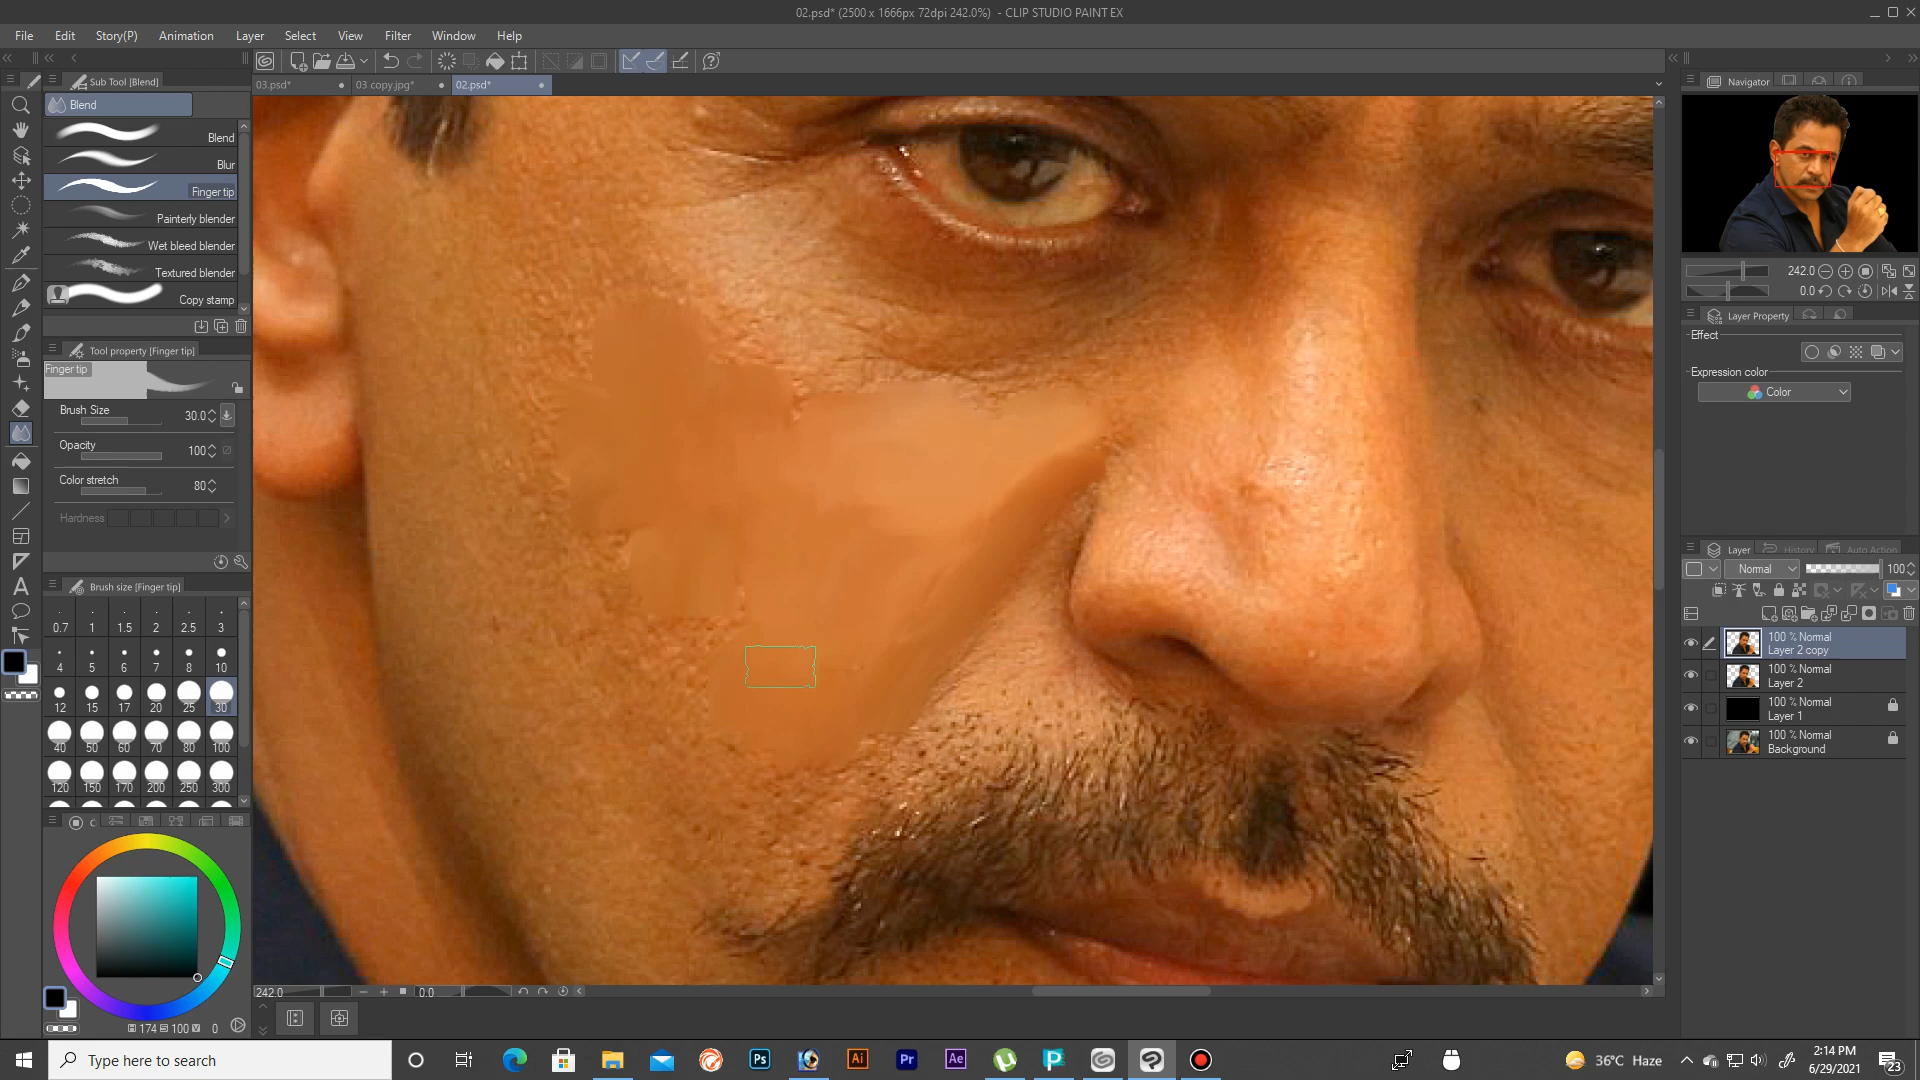 02.psd* (2500 x 1666px 72dpi 242.0%)  - CLIP STUDIO PAINT EX
File Edit Story(P) Animation Layer Select View Filter Window Help
Sub Tool [Blend]
03.psd* 03 copy.jpg* 02.psd*
Blend
Blend
Blur
Finger tip
Painterly blender
Wet bleed blender
Textured blender
Copy stamp
Tool property [Finger tip]
Finger tip
Brush Size 30.0
Opacity 100
Color stretch 80
Hardness
Brush size [Finger tip]
0.7 1 1.5 2 2.5 3
4 5 6 7 8 10
12 15 17 20 25 30
40 50 60 70 80 100
120 150 170 200 250 300
174 100 0
242.0 0.0
Navigator
242.0
0.0
Layer Property
Effect
Expression color
Color
Layer History Auto Action
Normal 100
100 % Normal
Layer 2 copy
100 % Normal
Layer 2
100 % Normal
Layer 1
100 % Normal
Background
Type here to search
Ps Ai Pr Ae
36°C Haze
2:14 PM
6/29/2021
23